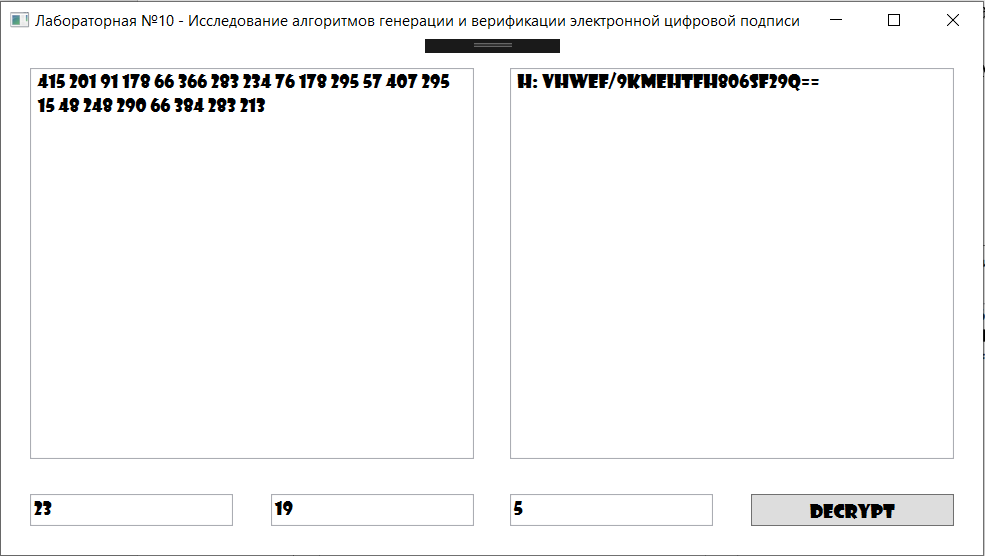 Лабораторная №10 - Исследование алгоритмов генерации и верификации электронной цифровой подписи
415 201 91 178 66 366 283 234 76 178 295 57 407 295
15 48 248 290 66 384 283 213
H: VHWEF/9KMEHTFH806SF29Q==
23
19
5
DECRYPT